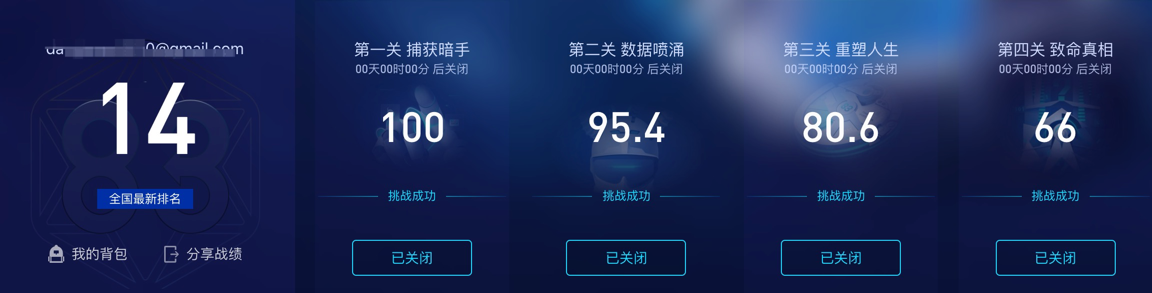 da 0@gmail.com
14
全国最新排名
我的背包
分享战绩
第一关 捕获暗手
00天00时00分 后关闭
100
挑战成功
已关闭
第二关 数据喷涌
00天00时00分 后关闭
95.4
挑战成功
已关闭
第三关 重塑人生
00天00时00分 后关闭
80.6
挑战成功
已关闭
第四关 致命真相
00天00时00分 后关闭
66
挑战成功
已关闭